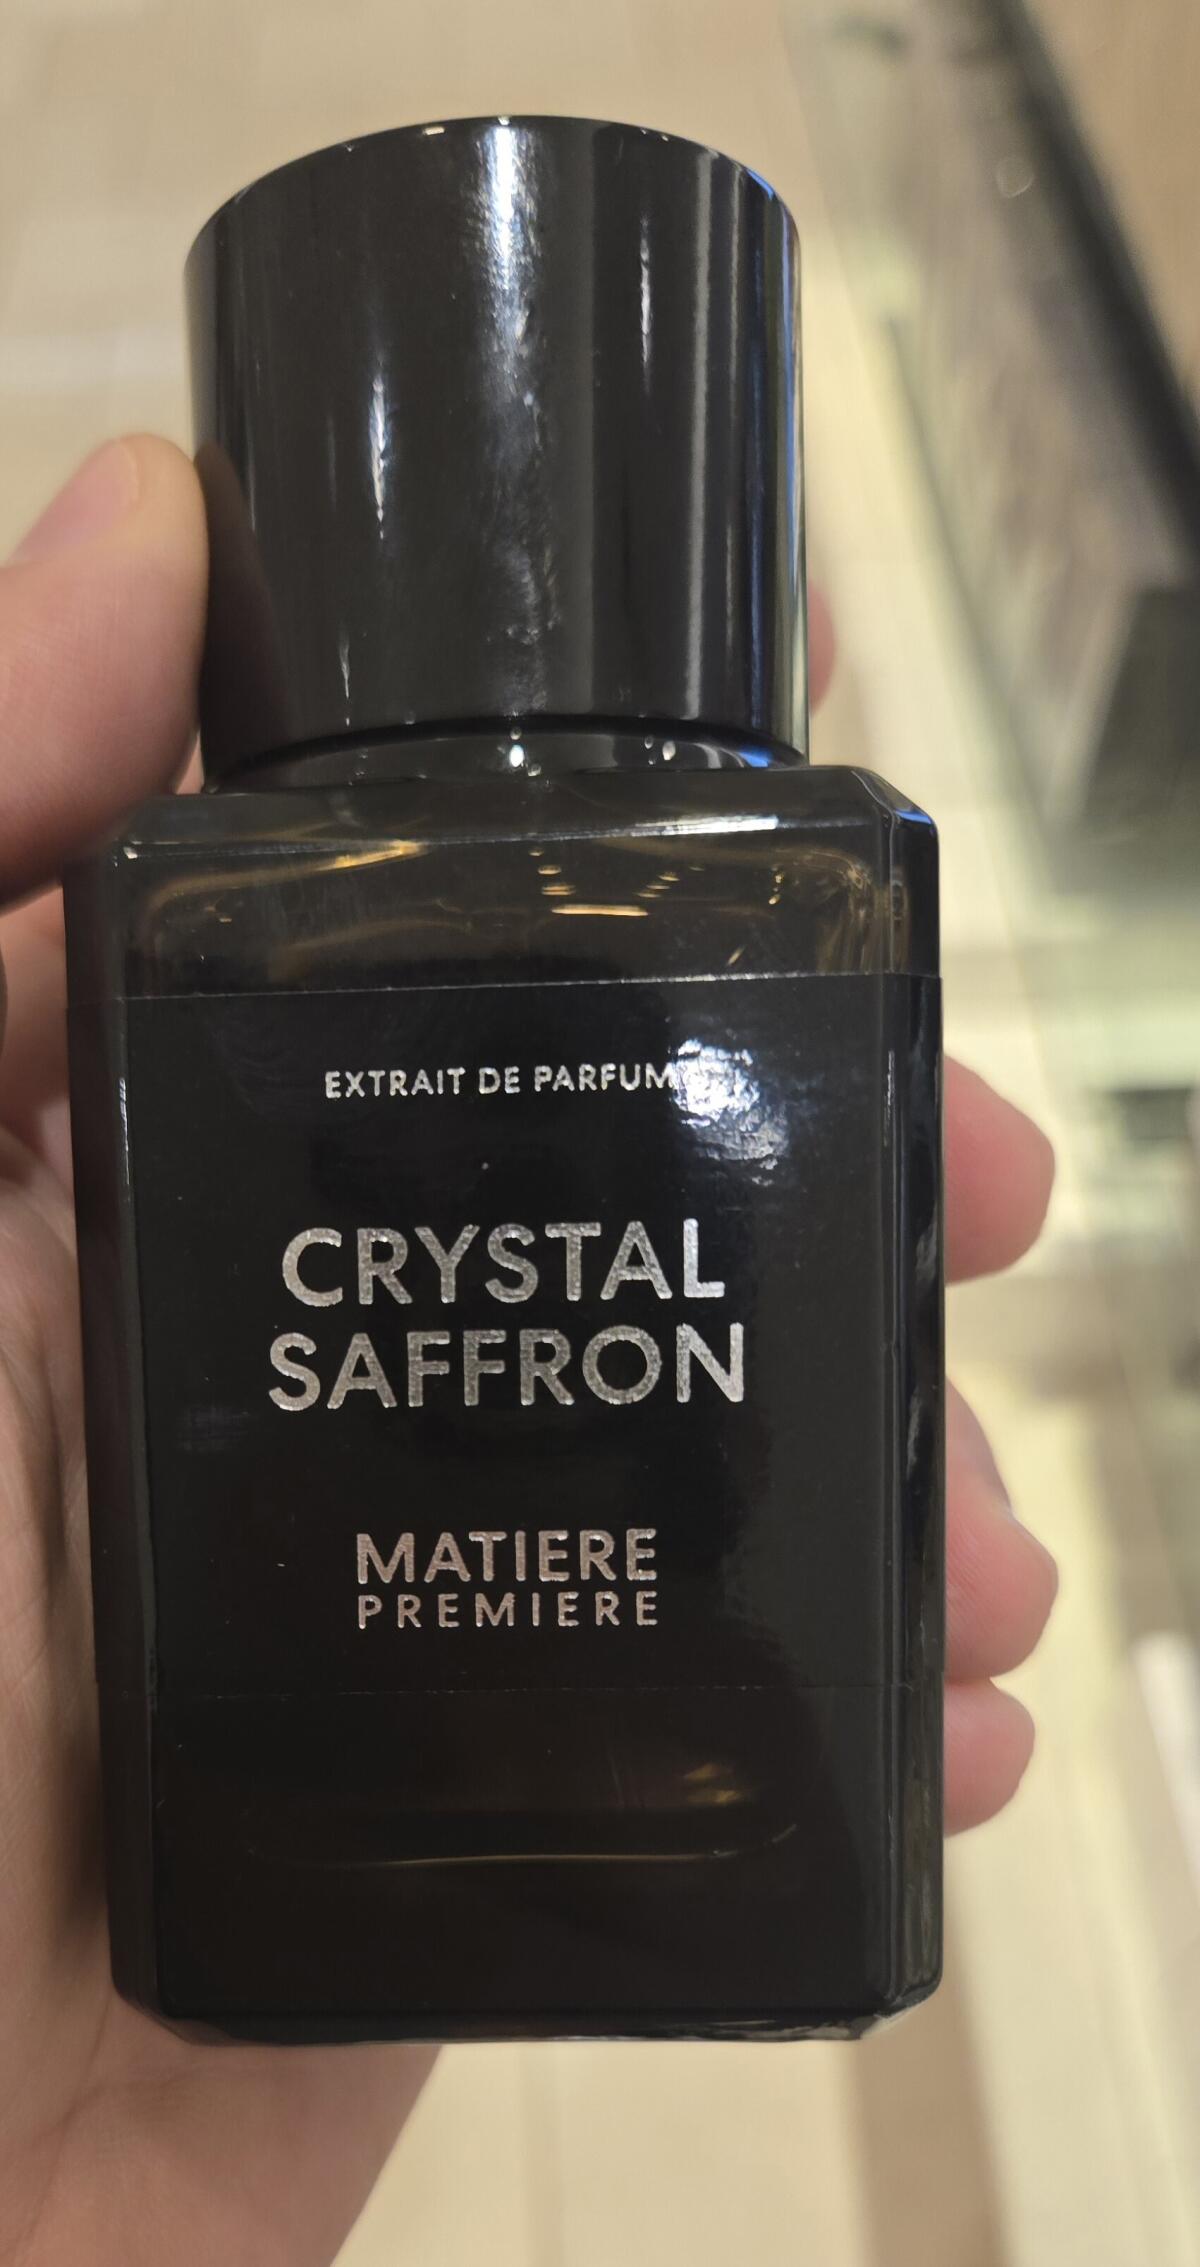 EXTRAIT DE PARFUM
CRYSTAL
SAFFRON
MATIERE
PREMIERE